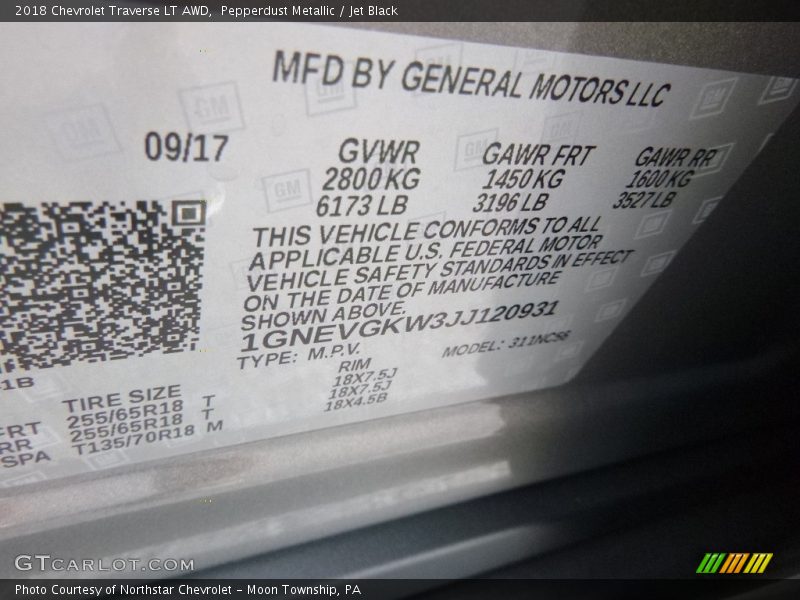 2018 Chevrolet Traverse LT AWD,  Pepperdust Metallic / Jet Black
MFD BY GENERAL MOTORS LLC
09/17
GVWR GAWR FRT GAWR RR
2800 KG 1450 KG 1600 KG
6173 LB 3196 LB 3527 LB
THIS VEHICLE CONFORMS TO ALL
APPLICABLE U.S. FEDERAL MOTOR
VEHICLE SAFETY STANDARDS IN EFFECT
ON THE DATE OF MANUFACTURE
SHOWN ABOVE.
1GNEVGKW3JJ120931
TYPE: M.P.V. MODEL: 311NC56
1B
TIRE SIZE RIM
FRT 255/65R18 T 18X7.5J
RR 255/65R18 T 18X7.5J
SPA T135/70R18 M 18X4.5B
GM
GTCARLOT.COM
Photo Courtesy of Northstar Chevrolet - Moon Township, PA